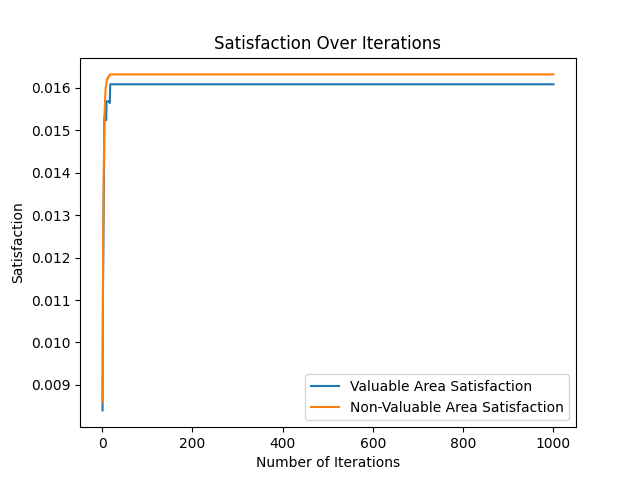 Satisfaction Over Iterations
0.016
0.015
0.014
0.013
0.012
0.011
0.010
0.009
Satisfaction
Valuable Area Satisfaction
Non-Valuable Area Satisfaction
0 200 400 600 800 1000
Number of Iterations